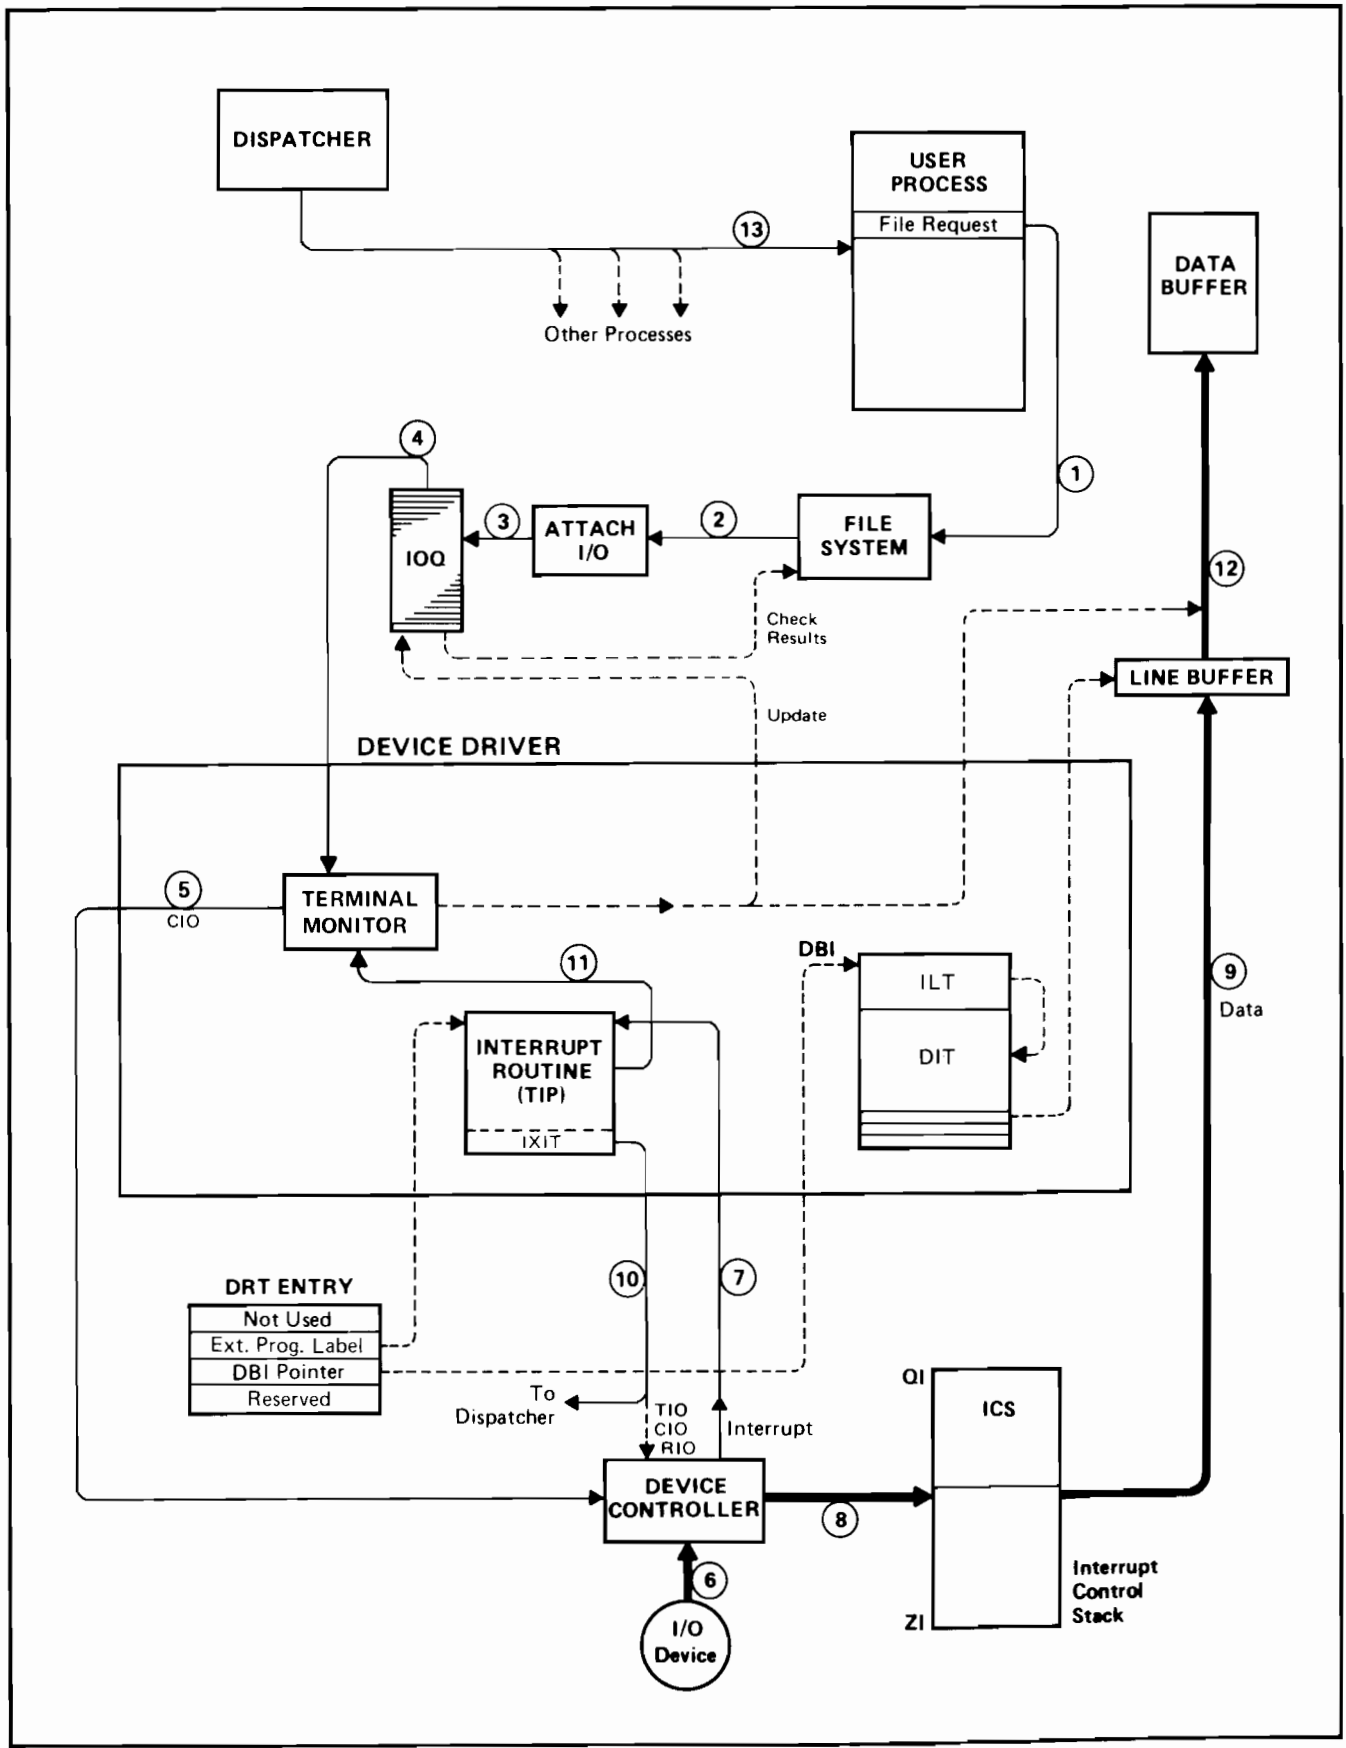 DISPATCHER
USER
PROCESS
File Request
13
DATA
BUFFER
Other Processes
4
1
3
2
ATTACH
I/O
FILE
SYSTEM
IOQ
12
Check
Results
LINE BUFFER
Update
DEVICE DRIVER
5
CIO
TERMINAL
MONITOR
11
DBI
ILT
9
Data
INTERRUPT
ROUTINE
(TIP)
DIT
IXIT
10
7
DRT ENTRY
Not Used
Ext. Prog. Label
DBI Pointer
Reserved
To
Dispatcher
TIO
CIO
RIO
Interrupt
QI
ICS
DEVICE
CONTROLLER
8
6
Interrupt
Control
Stack
ZI
I/O
Device